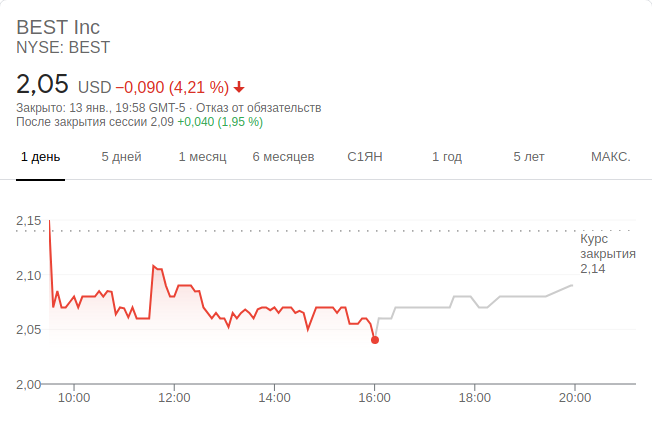 BEST Inc
NYSE: BEST
2,05 USD −0,090 (4,21 %)
Закрыто: 13 янв., 19:58 GMT-5 · Отказ от обязательств
После закрытия сессии 2,09 +0,040 (1,95 %)
1 день 5 дней 1 месяц 6 месяцев С1ЯН 1 год 5 лет МАКС.
2,15
Курс
закрытия
2,14
2,10
2,05
2,00
10:00 12:00 14:00 16:00 18:00 20:00